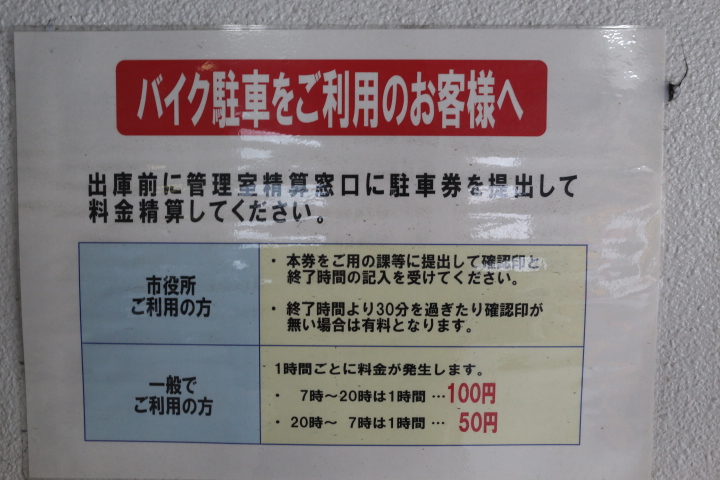 バイク駐車をご利用のお客様へ
出庫前に管理室精算窓口に駐車券を提出して
料金精算してください。
市役所
ご利用の方
・ 本券をご用の課等に提出して確認印と
終了時間の記入を受けてください。
・ 終了時間より30分を過ぎたり確認印が
無い場合は有料となります。
一般で
ご利用の方
1時間ごとに料金が発生します。
・ 7時～20時は1時間 … 100円
・ 20時～ 7時は1時間 … 50円